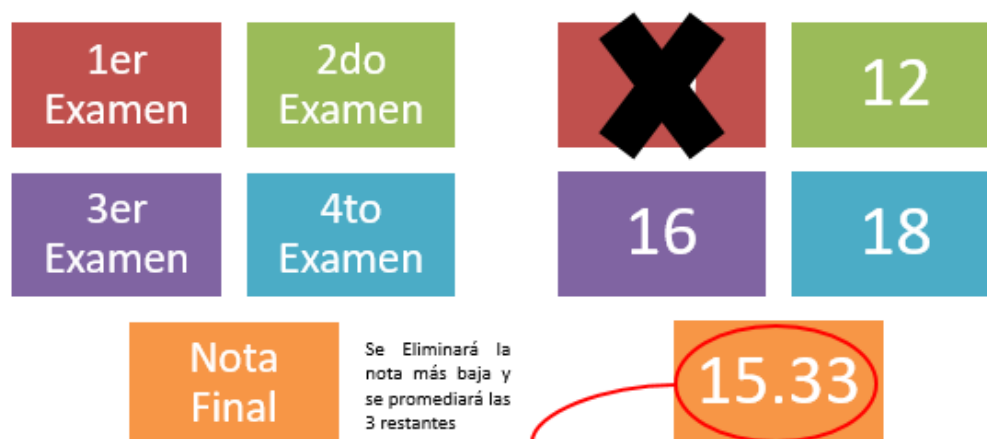 1er
Examen
2do
Examen
12
3er
Examen
4to
Examen
16
18
Nota
Final
Se Eliminará la
nota más baja y
se promediará las
3 restantes
15.33